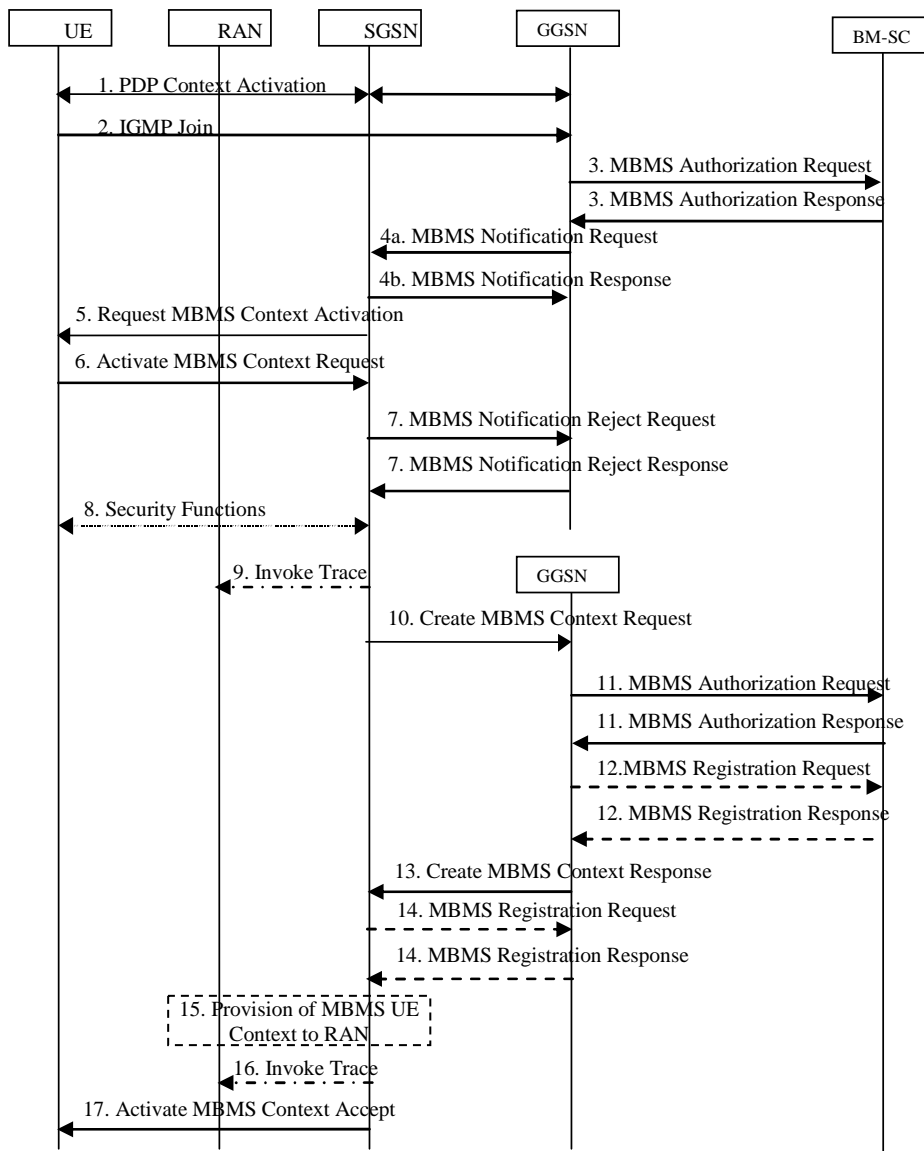 UE
RAN
SGSN
GGSN
BM-SC
1. PDP Context Activation
2. IGMP Join
3. MBMS Authorization Request
3. MBMS Authorization Response
4a. MBMS Notification Request
4b. MBMS Notification Response
5. Request MBMS Context Activation
6. Activate MBMS Context Request
7. MBMS Notification Reject Request
7. MBMS Notification Reject Response
8. Security Functions
9. Invoke Trace
GGSN
10. Create MBMS Context Request
11. MBMS Authorization Request
11. MBMS Authorization Response
12.MBMS Registration Request
12. MBMS Registration Response
13. Create MBMS Context Response
14. MBMS Registration Request
14. MBMS Registration Response
15. Provision of MBMS UE
Context to RAN
16. Invoke Trace
17. Activate MBMS Context Accept